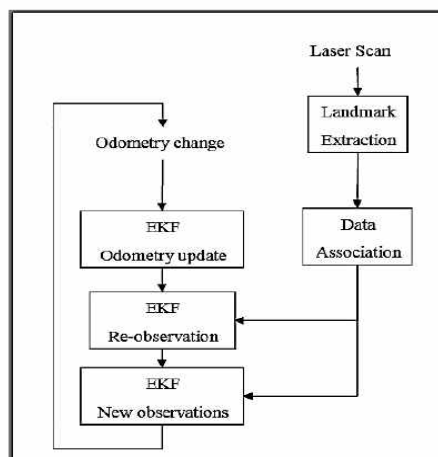 Laser Scan
Landmark
Extraction
Odometry change
EKF
Odometry update
Data
Association
EKF
Re-observation
EKF
New observations